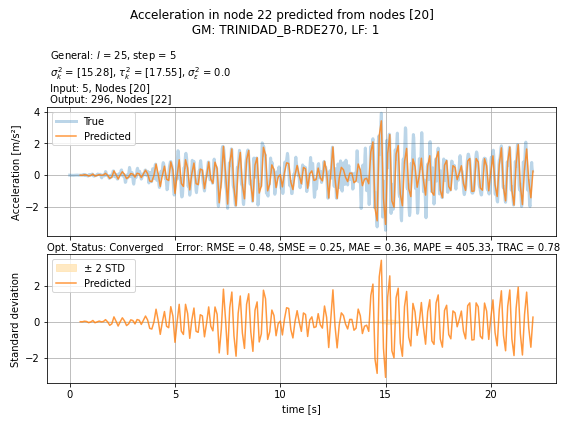 Acceleration in node 22 predicted from nodes [20]
GM: TRINIDAD_B-RDE270, LF: 1
General: l = 25, step = 5
σ²ₖ = [15.28], τ²ₖ = [17.55], σ²ε = 0.0
Input: 5, Nodes [20]
Output: 296, Nodes [22]
Acceleration [m/s²]
4
2
0
−2
True
Predicted
Opt. Status: Converged Error: RMSE = 0.48, SMSE = 0.25, MAE = 0.36, MAPE = 405.33, TRAC = 0.78
Standard deviation
2
0
−2
± 2 STD
Predicted
0 5 10 15 20
time [s]